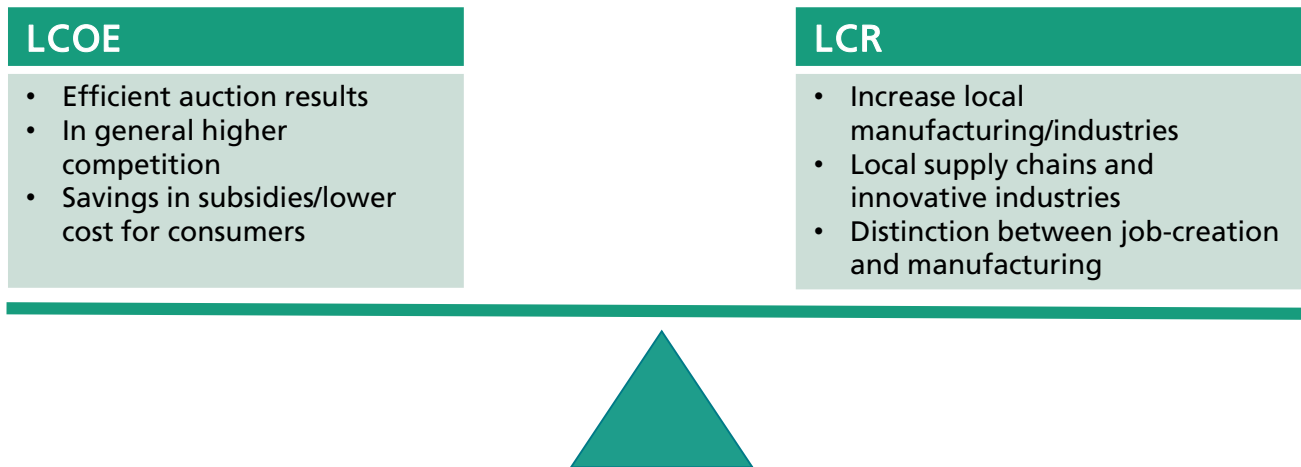 LCOE
• Efficient auction results
• In general higher
competition
• Savings in subsidies/lower
cost for consumers
LCR
• Increase local
manufacturing/industries
• Local supply chains and
innovative industries
• Distinction between job-creation
and manufacturing